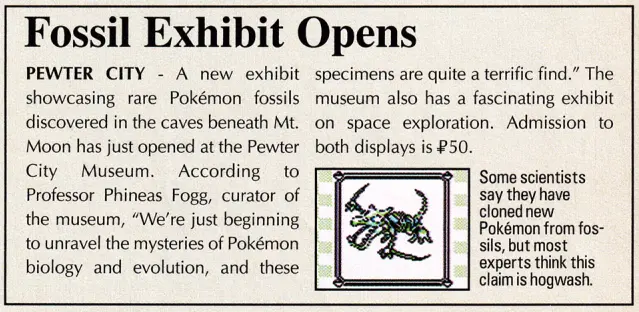 Fossil Exhibit Opens
PEWTER CITY - A new exhibit
showcasing rare Pokémon fossils
discovered in the caves beneath Mt.
Moon has just opened at the Pewter
City Museum. According to
Professor Phineas Fogg, curator of
the museum, “We’re just beginning
to unravel the mysteries of Pokémon
biology and evolution, and these
specimens are quite a terrific find.” The
museum also has a fascinating exhibit
on space exploration. Admission to
both displays is ₽50.
Some scientists
say they have
cloned new
Pokémon from fos-
sils, but most
experts think this
claim is hogwash.